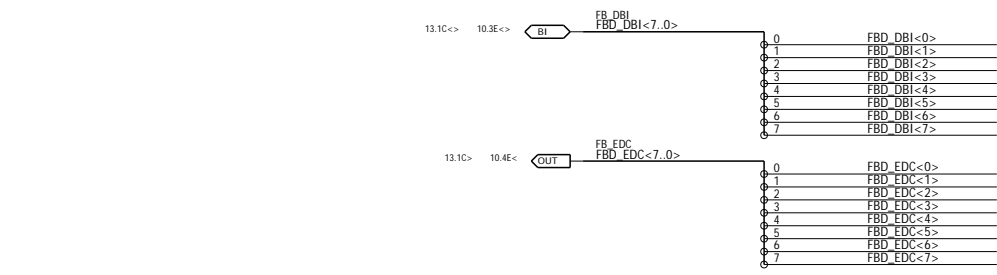 FB_DBI
13.1C<> 10.3E<> BI FBD_DBI<7..0>
0 FBD_DBI<0>
1 FBD_DBI<1>
2 FBD_DBI<2>
3 FBD_DBI<3>
4 FBD_DBI<4>
5 FBD_DBI<5>
6 FBD_DBI<6>
7 FBD_DBI<7>
FB_EDC
13.1C> 10.4E< OUT FBD_EDC<7..0>
0 FBD_EDC<0>
1 FBD_EDC<1>
2 FBD_EDC<2>
3 FBD_EDC<3>
4 FBD_EDC<4>
5 FBD_EDC<5>
6 FBD_EDC<6>
7 FBD_EDC<7>